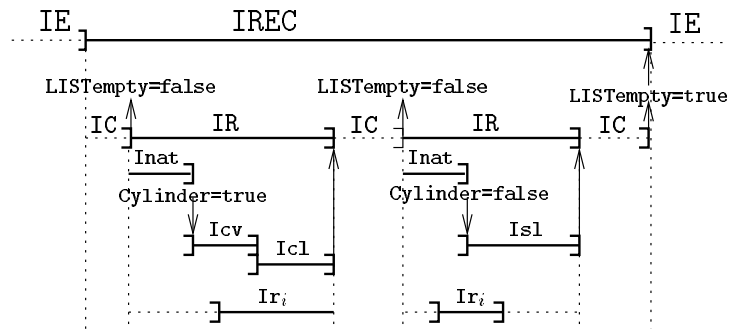 IE IREC IE
LISTempty=false LISTempty=false
LISTempty=true
IC IR IC IR IC
Inat Inat
Cylinder=true Cylinder=false
Icv Isl
Icl
Iri Iri